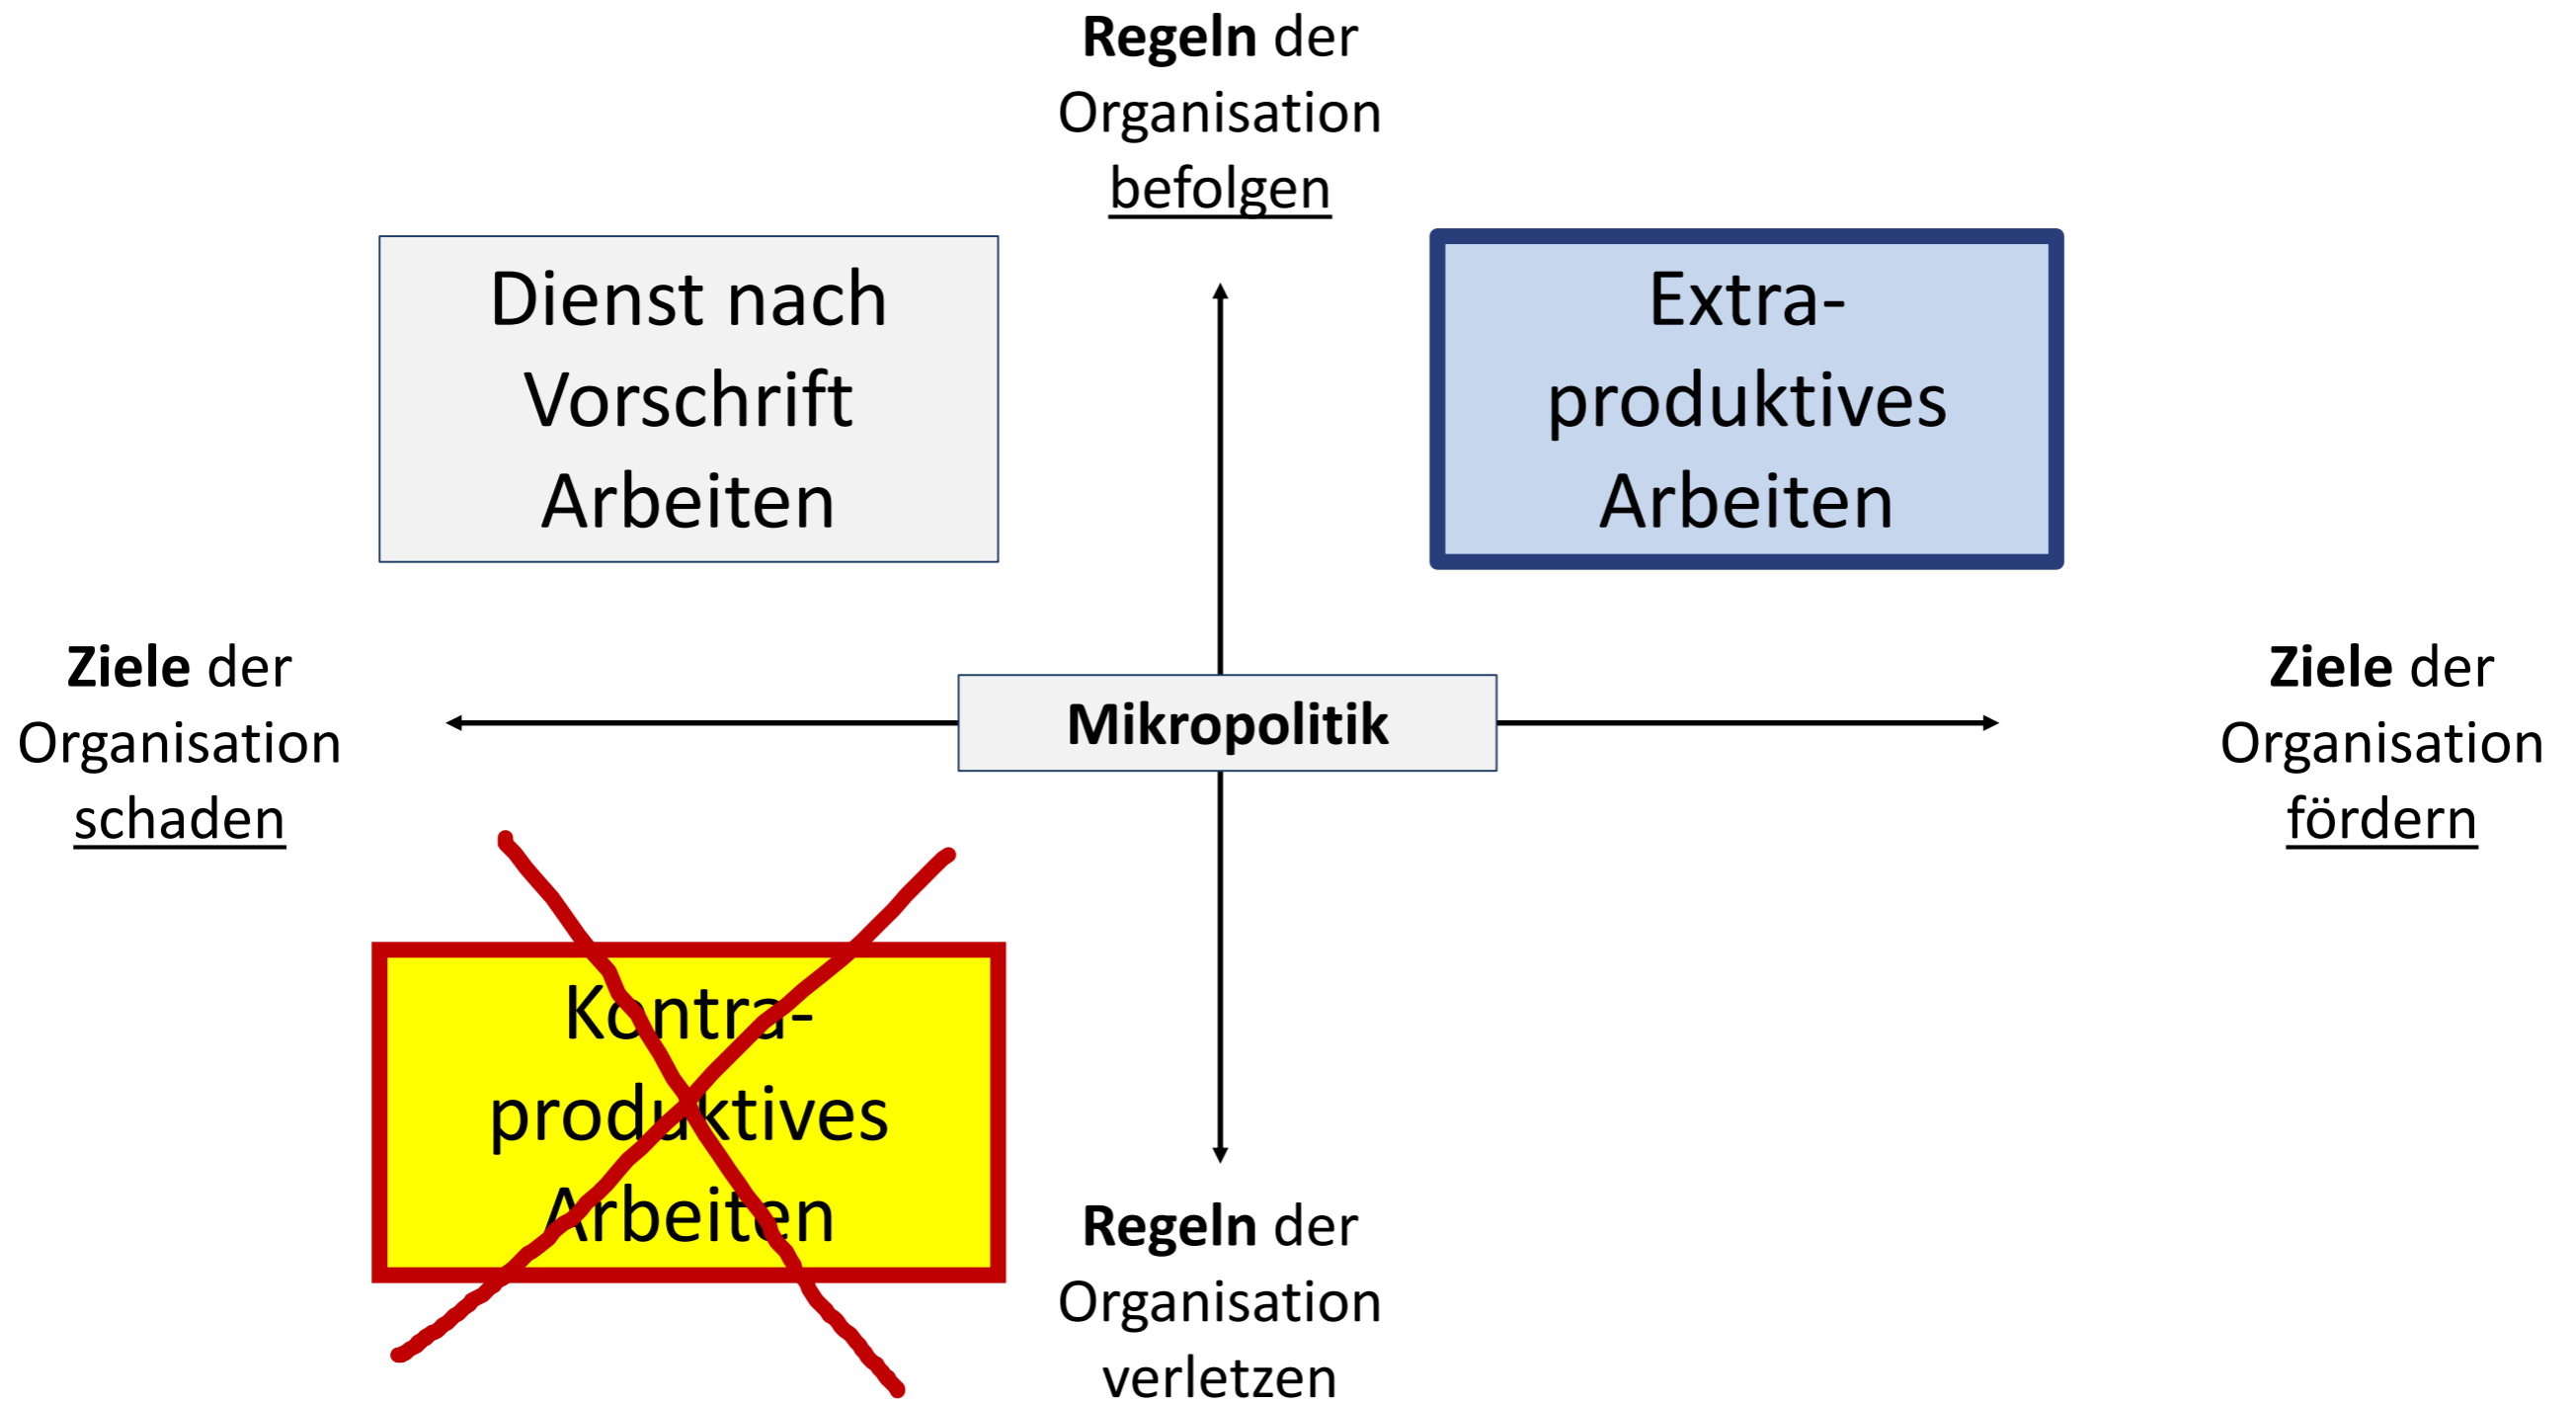 Regeln der
Organisation
befolgen
Dienst nach
Vorschrift
Arbeiten
Extra-
produktives
Arbeiten
Ziele der
Organisation
schaden
Mikropolitik
Ziele der
Organisation
fördern
Kontra-
produktives
Arbeiten
Regeln der
Organisation
verletzen